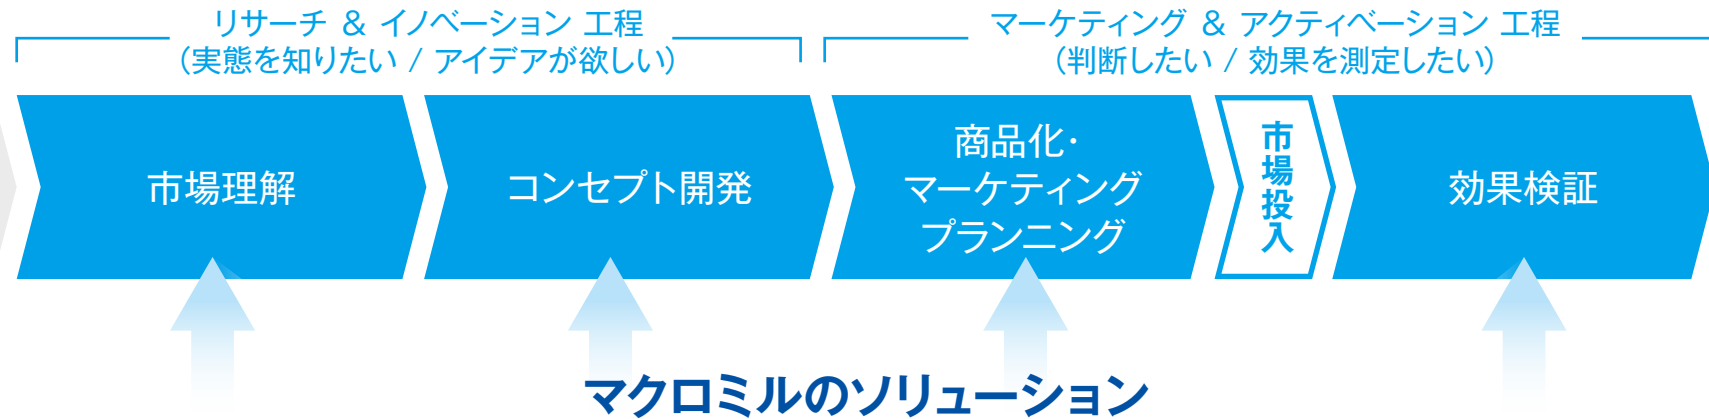 リサーチ ＆ イノベーション 工程
（実態を知りたい / アイデアが欲しい）
マーケティング ＆ アクティベーション 工程
（判断したい / 効果を測定したい）
市場理解
コンセプト開発
商品化・
マーケティング
プランニング
市場投入
効果検証
マクロミルのソリューション